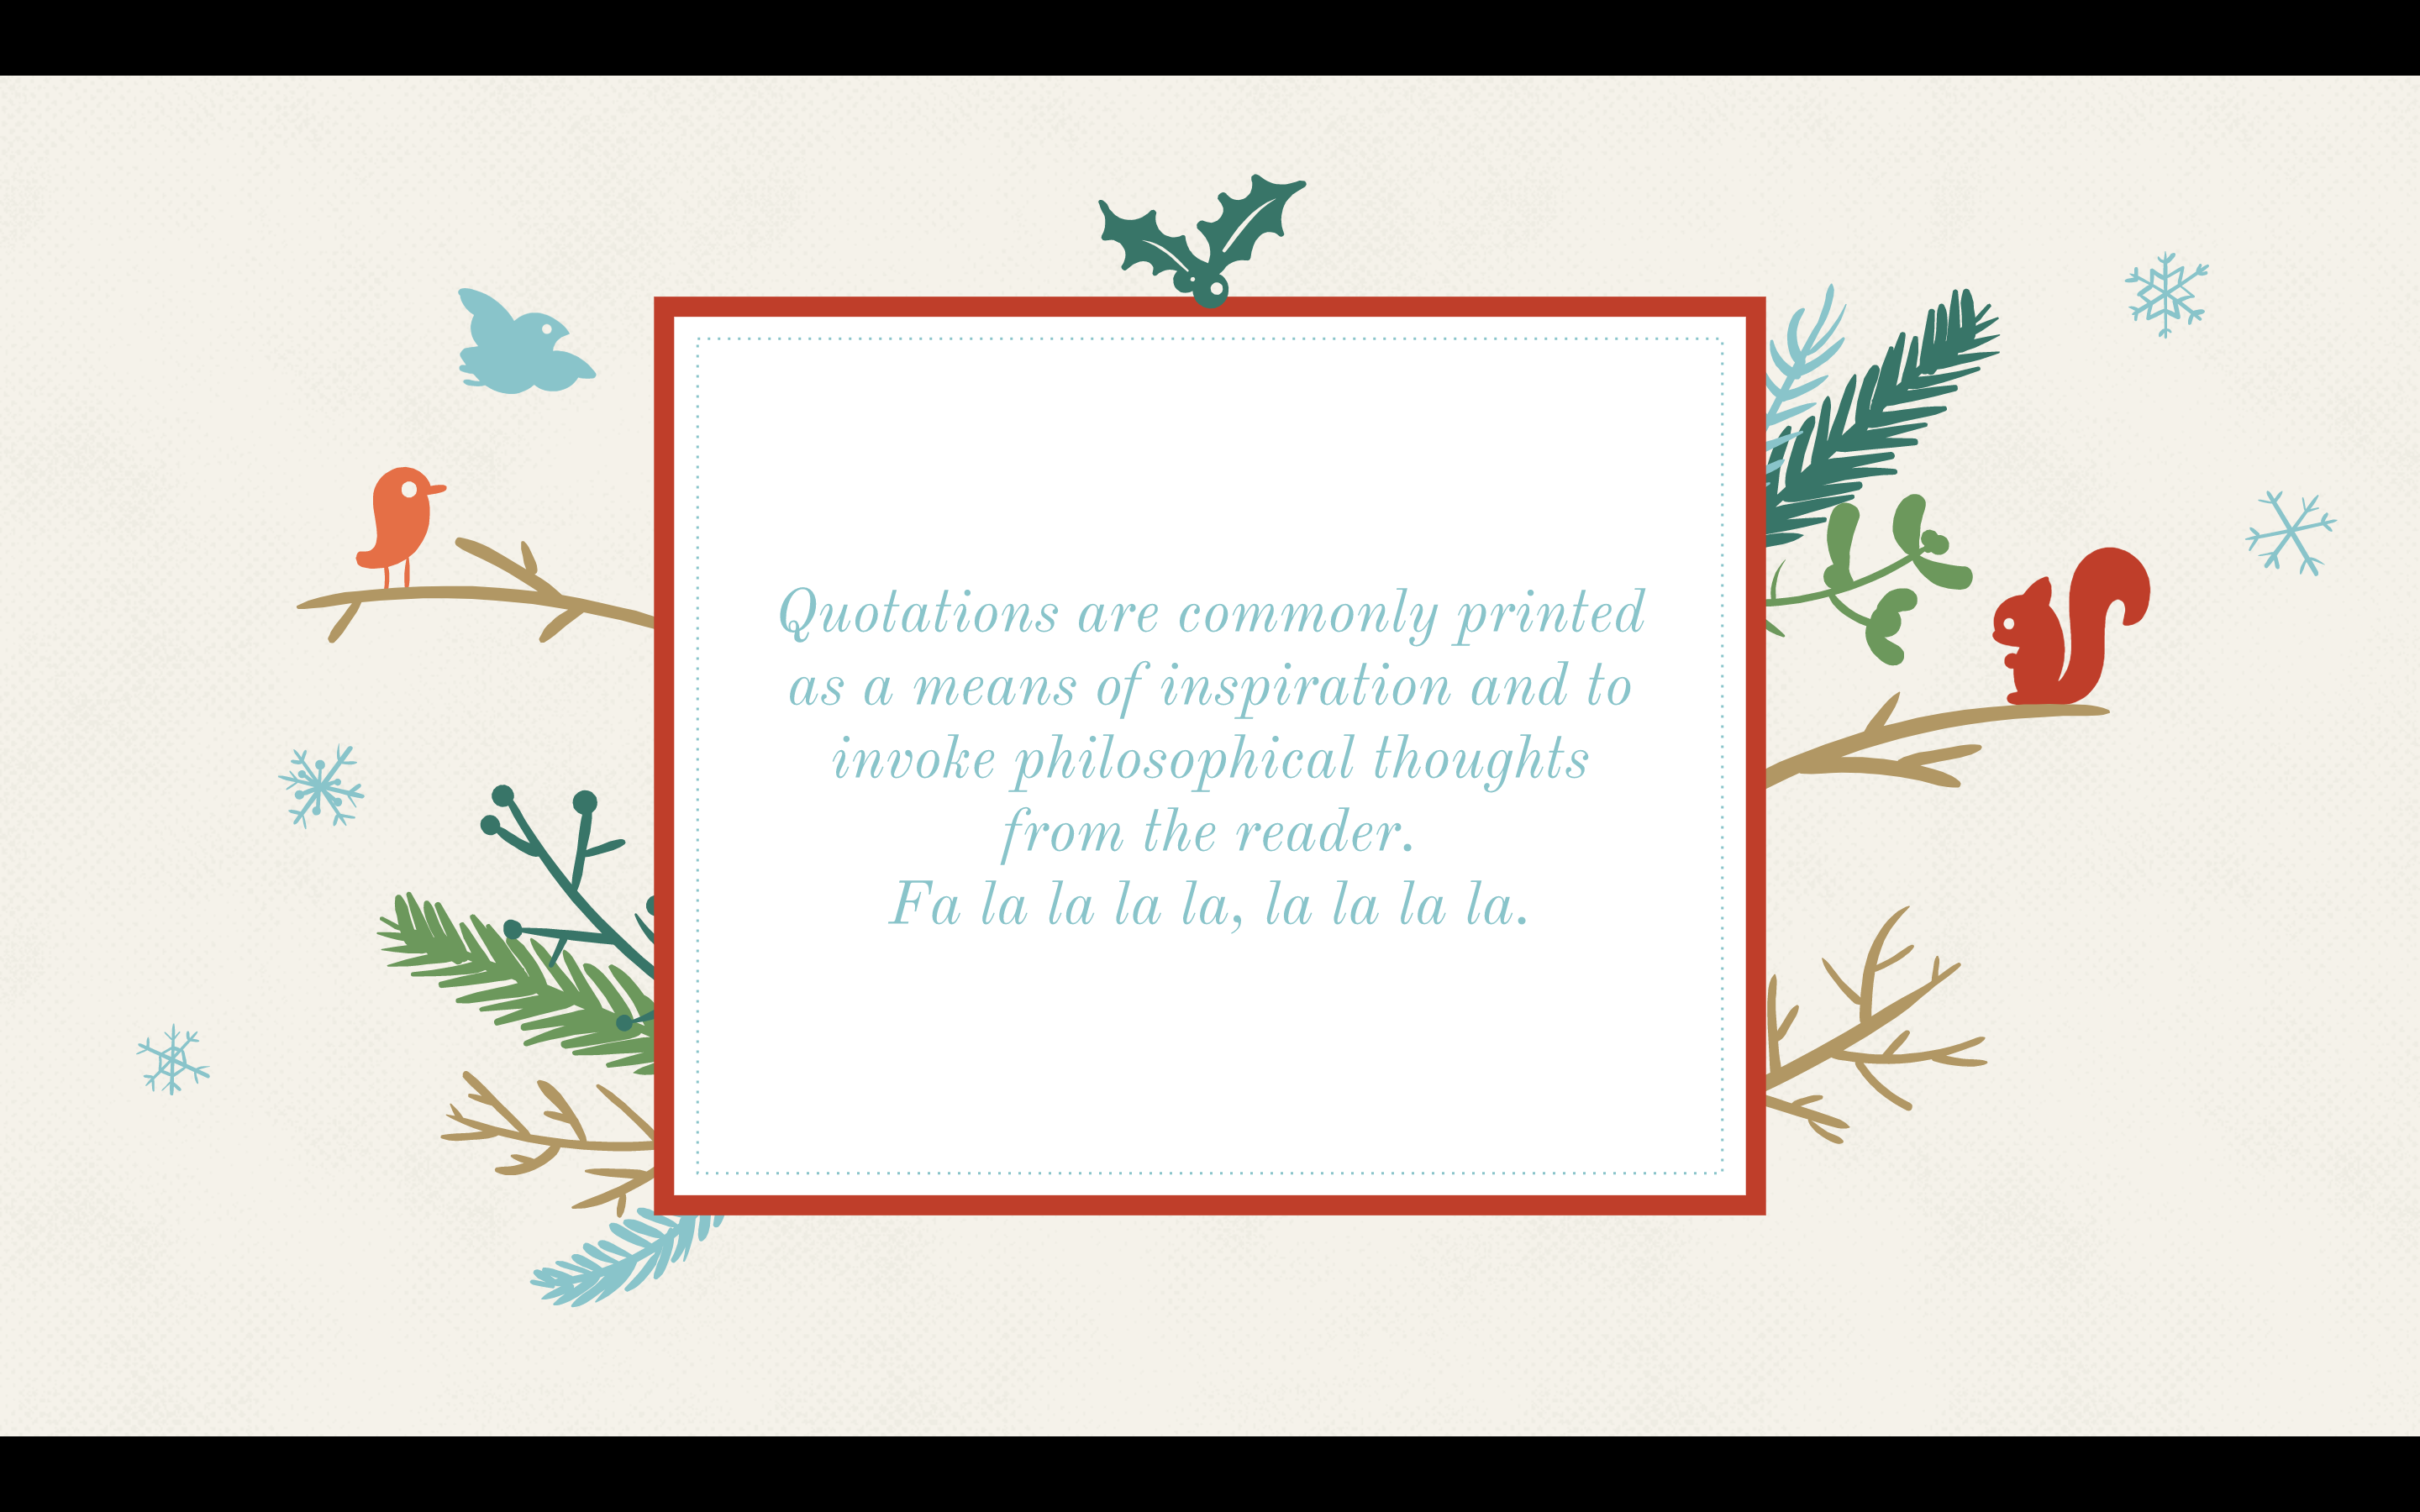 Quotations are commonly printed
as a means of inspiration and to
invoke philosophical thoughts
from the reader.
Fa la la la la, la la la la.